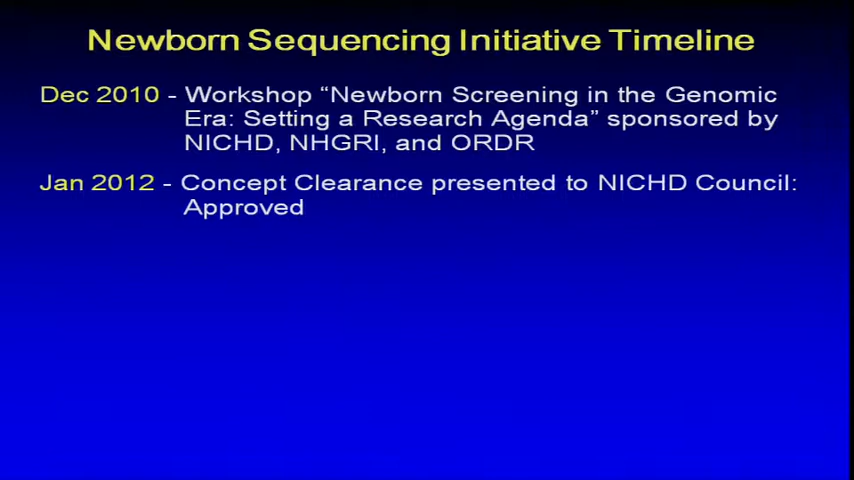 Newborn Sequencing Initiative Timeline
Dec 2010 - Workshop “Newborn Screening in the Genomic
Era: Setting a Research Agenda” sponsored by
NICHD, NHGRI, and ORDR
Jan 2012 - Concept Clearance presented to NICHD Council:
Approved